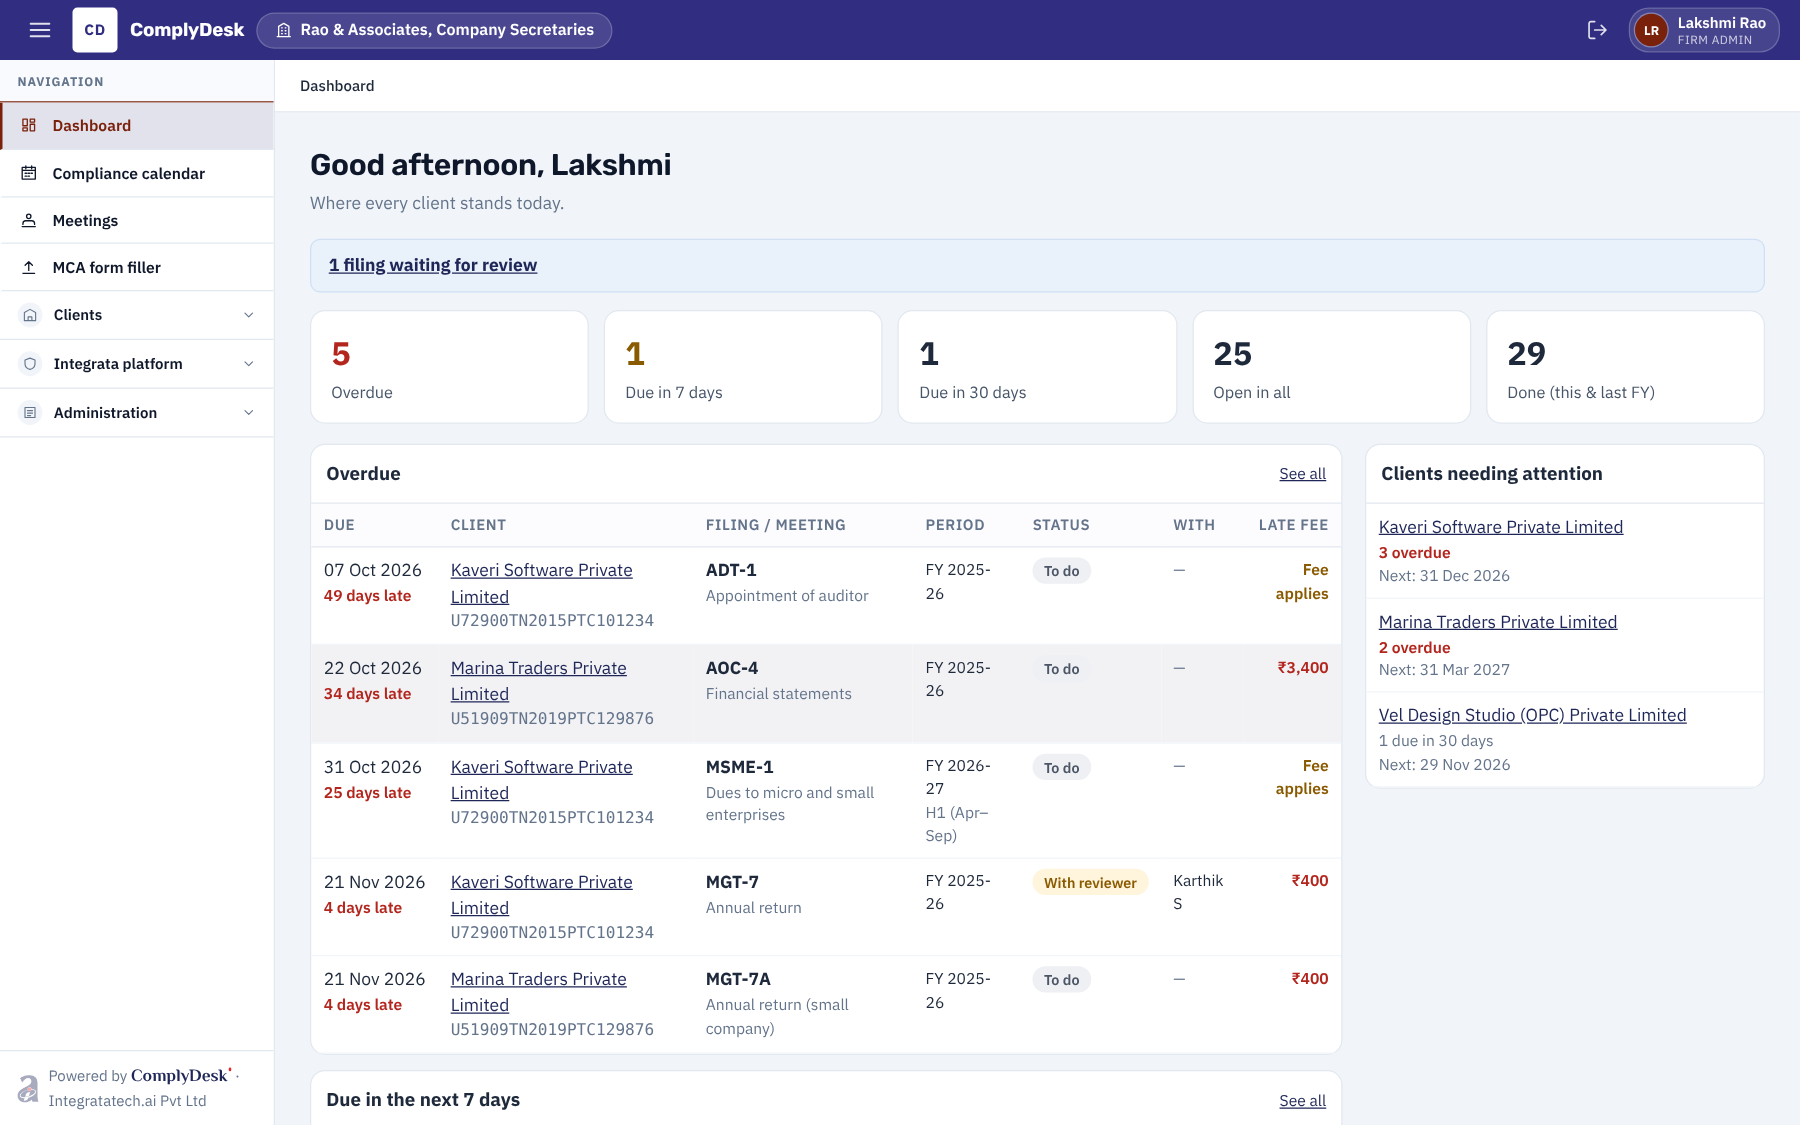 CD ComplyDesk Rao & Associates, Company Secretaries
LR Lakshmi Rao
FIRM ADMIN
NAVIGATION
Dashboard
Compliance calendar
Meetings
MCA form filler
Clients
Integrata platform
Administration
Powered by ComplyDesk ·
Integratatech.ai Pvt Ltd
Dashboard
Good afternoon, Lakshmi
Where every client stands today.
1 filing waiting for review
5
Overdue
1
Due in 7 days
1
Due in 30 days
25
Open in all
29
Done (this & last FY)
Overdue See all
DUE CLIENT FILING / MEETING PERIOD STATUS WITH LATE FEE
07 Oct 2026 Kaveri Software Private ADT-1 FY 2025- To do — Fee
49 days late Limited Appointment of auditor 26 applies
U72900TN2015PTC101234
22 Oct 2026 Marina Traders Private AOC-4 FY 2025- To do — ₹3,400
34 days late Limited Financial statements 26
U51909TN2019PTC129876
31 Oct 2026 Kaveri Software Private MSME-1 FY 2026- To do — Fee
25 days late Limited Dues to micro and small 27 applies
U72900TN2015PTC101234 enterprises H1 (Apr–
Sep)
21 Nov 2026 Kaveri Software Private MGT-7 FY 2025- With reviewer Karthik ₹400
4 days late Limited Annual return 26 S
U72900TN2015PTC101234
21 Nov 2026 Marina Traders Private MGT-7A FY 2025- To do — ₹400
4 days late Limited Annual return (small 26
U51909TN2019PTC129876 company)
Due in the next 7 days See all
Clients needing attention
Kaveri Software Private Limited
3 overdue
Next: 31 Dec 2026
Marina Traders Private Limited
2 overdue
Next: 31 Mar 2027
Vel Design Studio (OPC) Private Limited
1 due in 30 days
Next: 29 Nov 2026